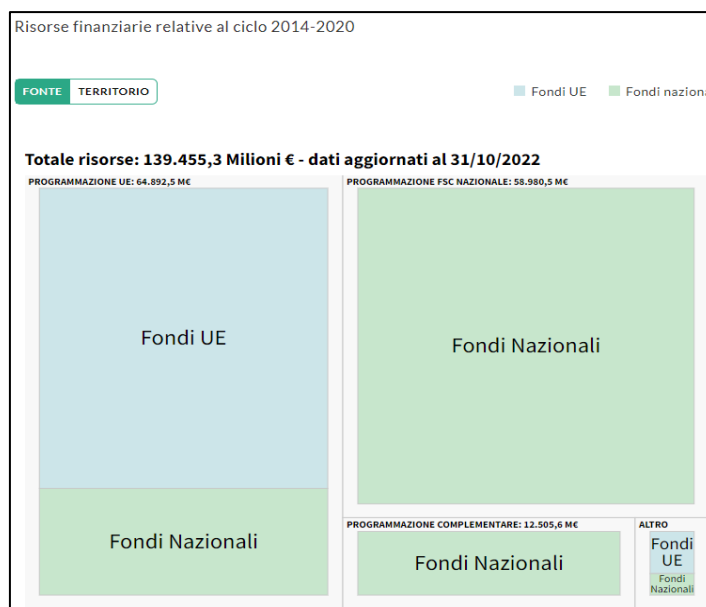 Risorse finanziarie relative al ciclo 2014-2020
FONTE TERRITORIO
Fondi UE Fondi
Totale risorse: 139.455,3 Milioni € - dati aggiornati al 31/10/2022
PROGRAMMAZIONE UE: 64.892,5 M€
PROGRAMMAZIONE FSC NAZIONALE: 58.980,5 M€
Fondi UE
Fondi Nazionali
Fondi Nazionali
PROGRAMMAZIONE COMPLEMENTARE: 12.505,6 M€
Fondi Nazionali
ALTRO
Fondi
UE
Fondi
Nazionali